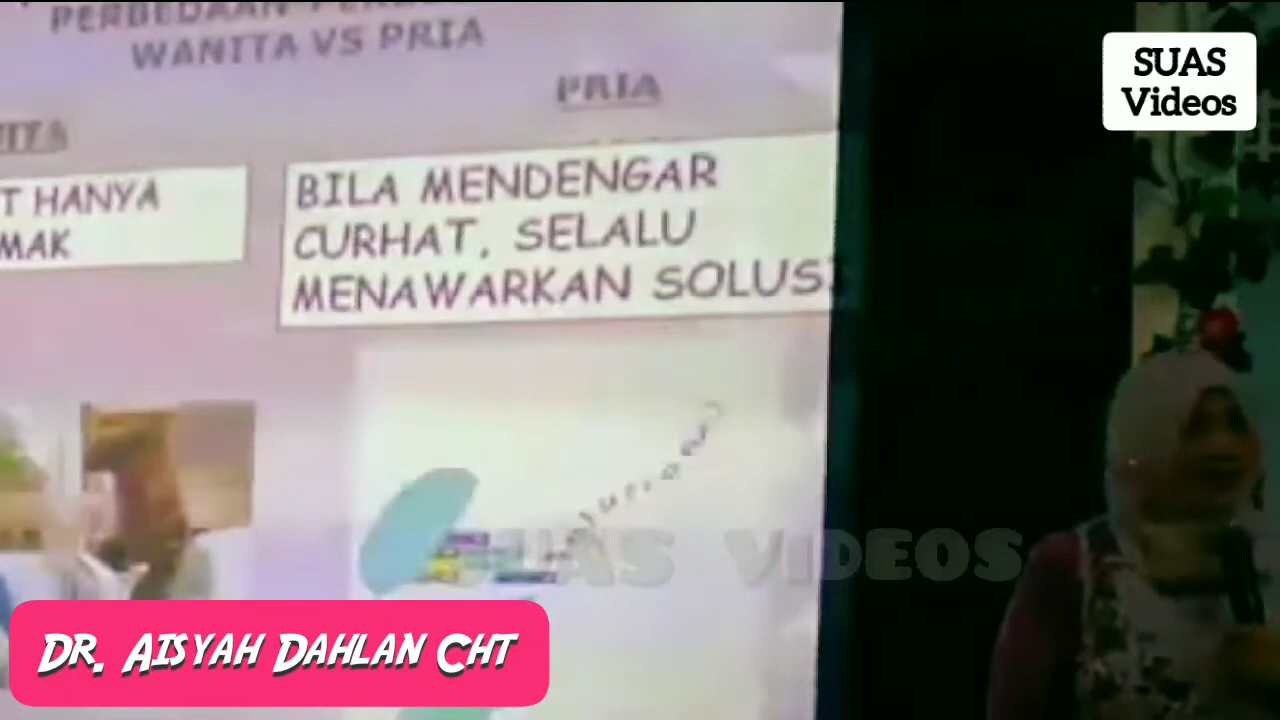 PERBEDAAN
WANITA VS PRIA
PRIA
T HANYA
MAK
BILA MENDENGAR
CURHAT, SELALU
MENAWARKAN SOLUSI
SUAS
Videos
SUAS VIDEOS
DR. AISYAH DAHLAN CHT